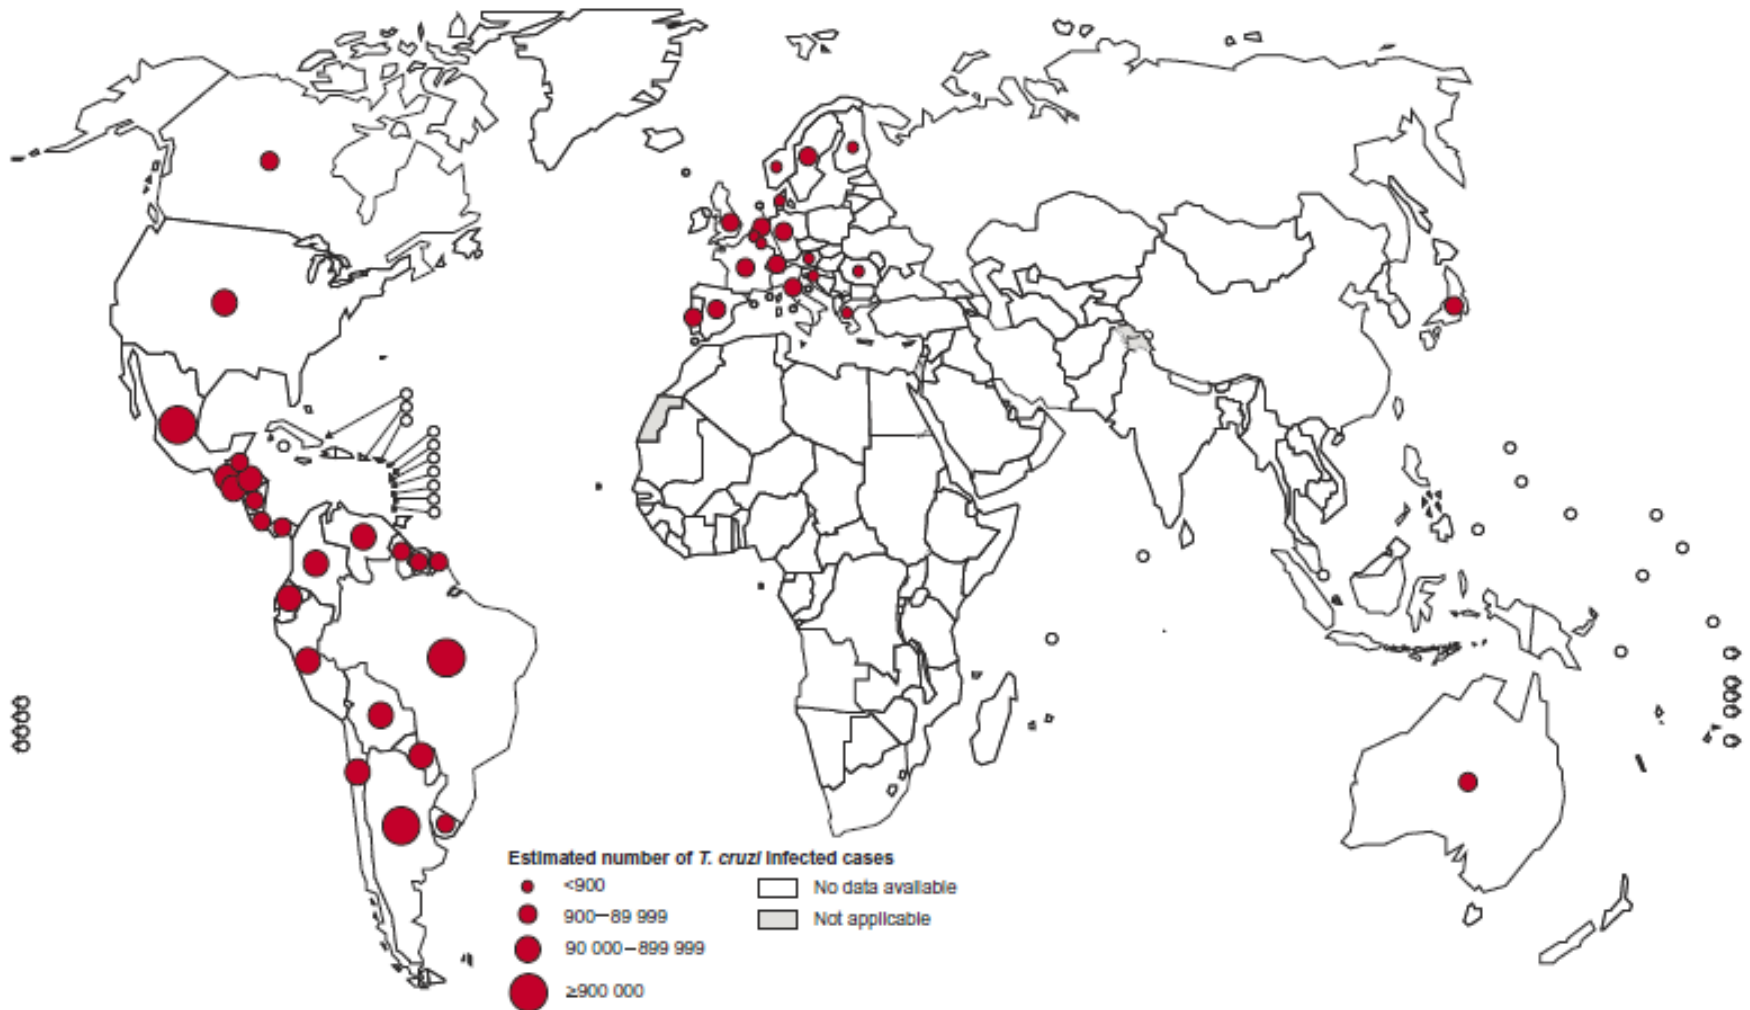 Estimated number of T. cruzi infected cases
<900
900–89 999
90 000–899 999
≥900 000
No data available
Not applicable